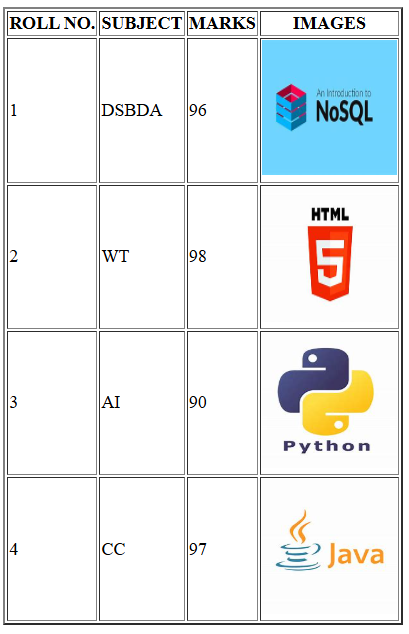 ROLL NO. SUBJECT MARKS IMAGES
1 DSBDA 96
An Introduction to
NoSQL
2 WT 98
HTML
5
3 AI 90
Python
4 CC 97
Java